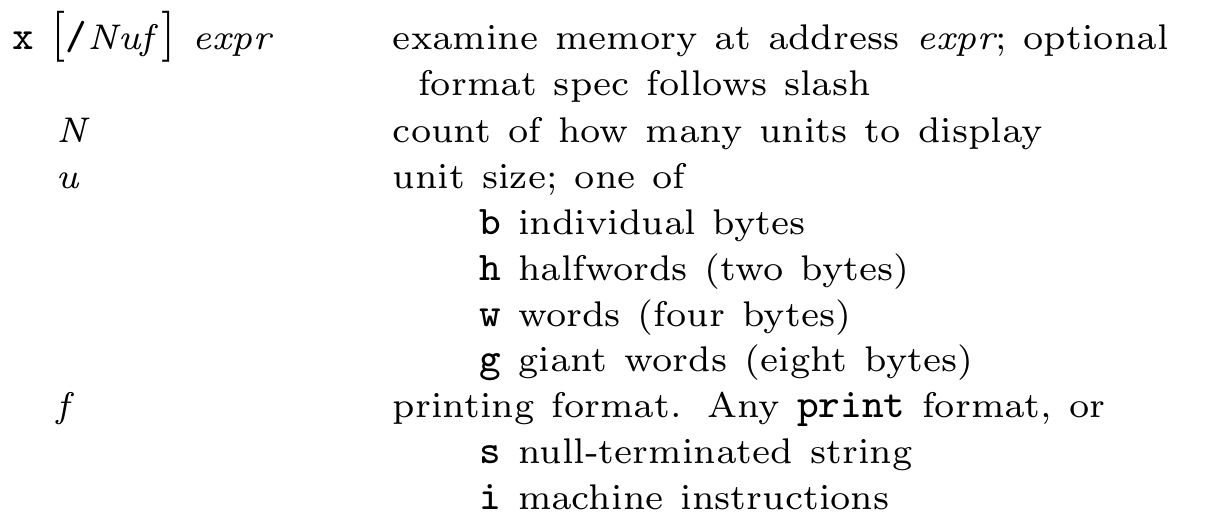 x [/Nuf] expr examine memory at address expr; optional
format spec follows slash
N count of how many units to display
u unit size; one of
b individual bytes
h halfwords (two bytes)
w words (four bytes)
g giant words (eight bytes)
f printing format. Any print format, or
s null-terminated string
i machine instructions